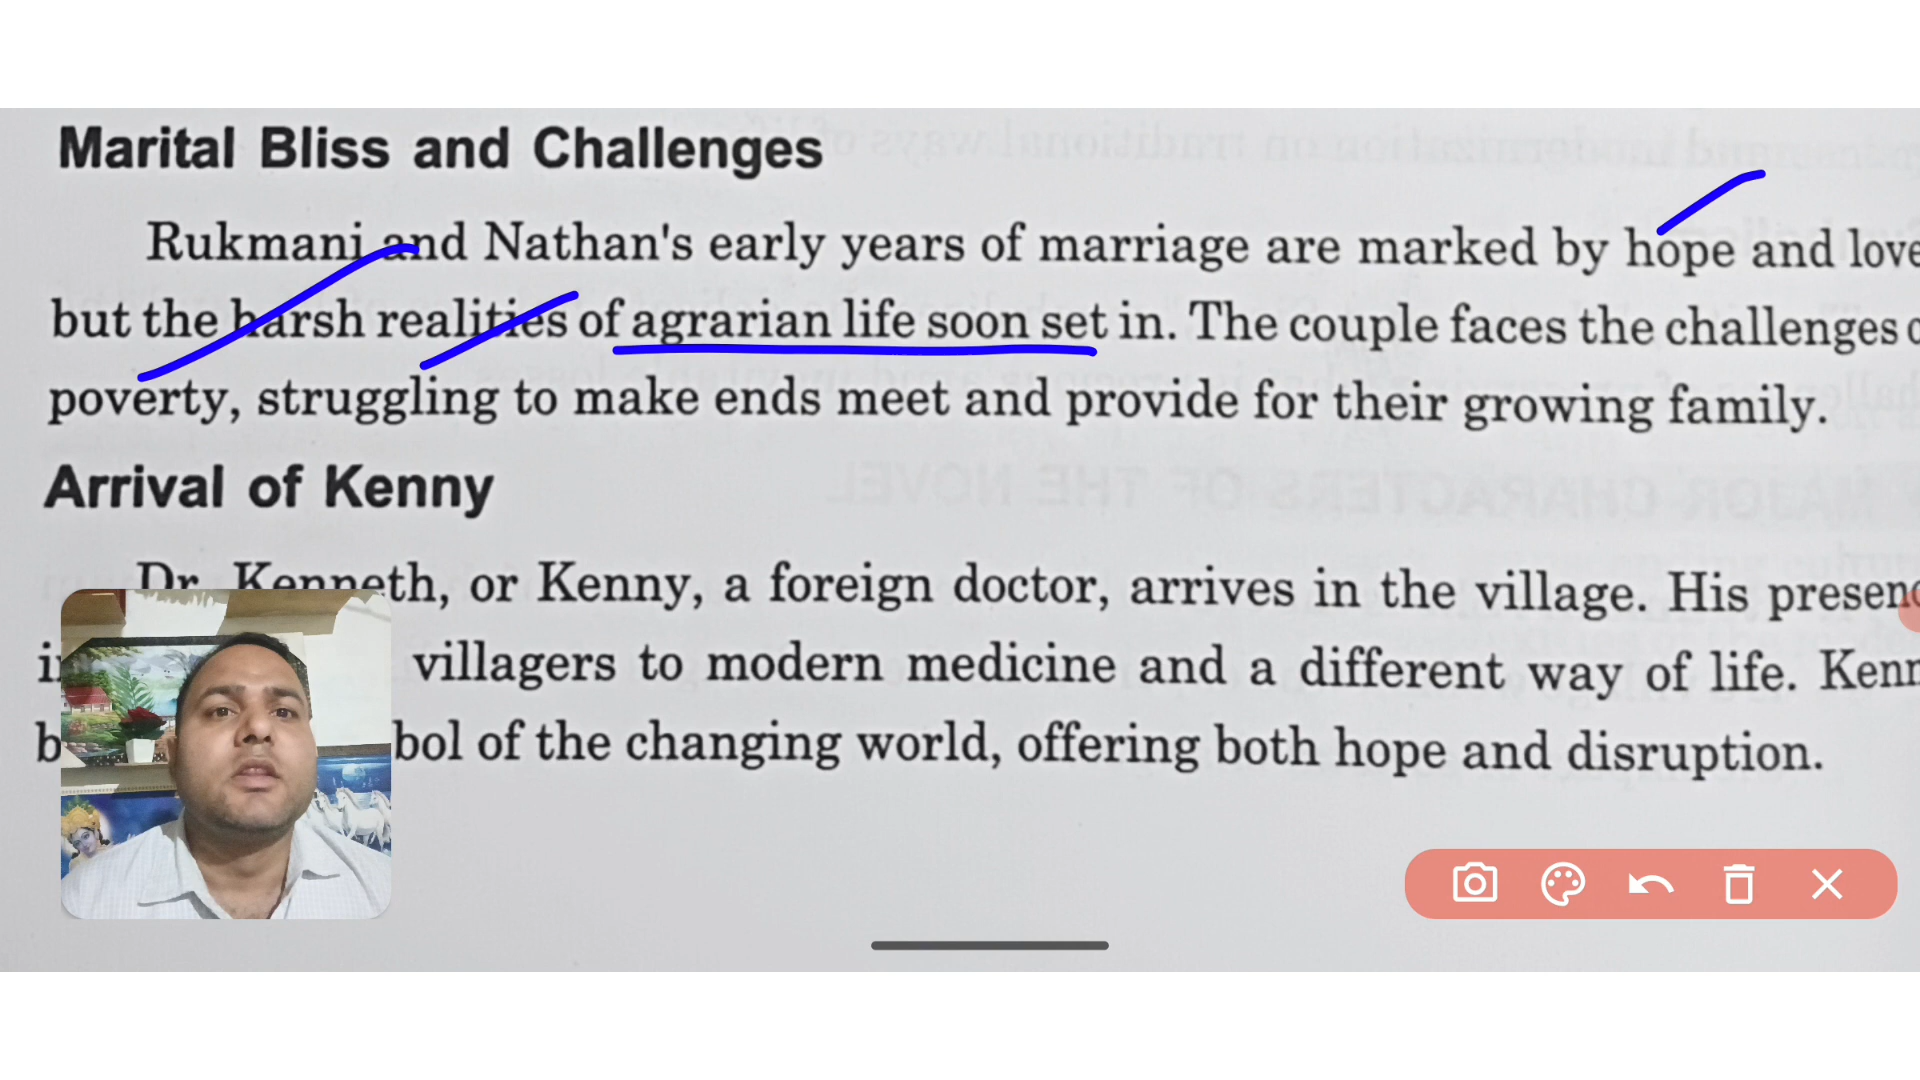 Marital Bliss and Challenges
Rukmani and Nathan's early years of marriage are marked by hope and love
but the harsh realities of agrarian life soon set in. The couple faces the challenges
poverty, struggling to make ends meet and provide for their growing family.
Arrival of Kenny
Dr. Kenneth, or Kenny, a foreign doctor, arrives in the village. His
villagers to modern medicine and a different way of life.
of the changing world, offering both hope and disruption.